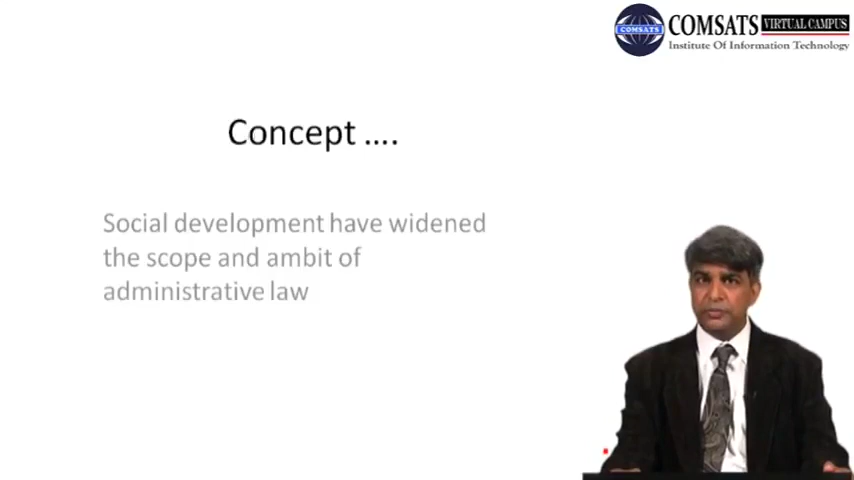 COMSATS
COMSATS VIRTUAL CAMPUS
Institute Of Information Technology
Concept ....
Social development have widened
the scope and ambit of
administrative law